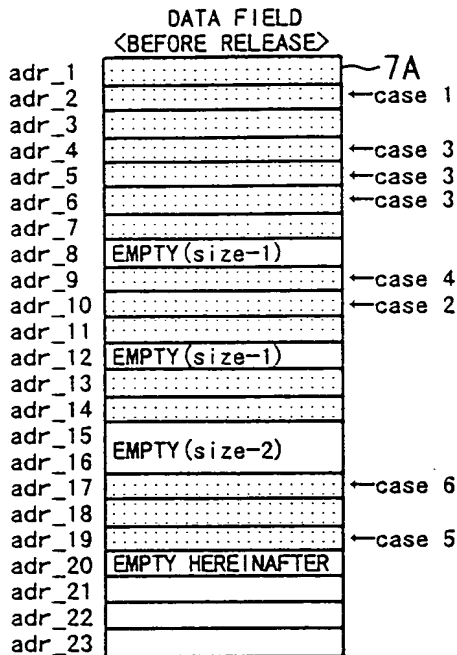 DATA FIELD
<BEFORE RELEASE>
adr_1 7A
adr_2 ←case 1
adr_3
adr_4 ←case 3
adr_5 ←case 3
adr_6 ←case 3
adr_7
adr_8 EMPTY(size-1)
adr_9 ←case 4
adr_10 ←case 2
adr_11
adr_12 EMPTY(size-1)
adr_13
adr_14
adr_15
EMPTY(size-2)
adr_16
adr_17 ←case 6
adr_18
adr_19 ←case 5
adr_20 EMPTY HEREINAFTER
adr_21
adr_22
adr_23